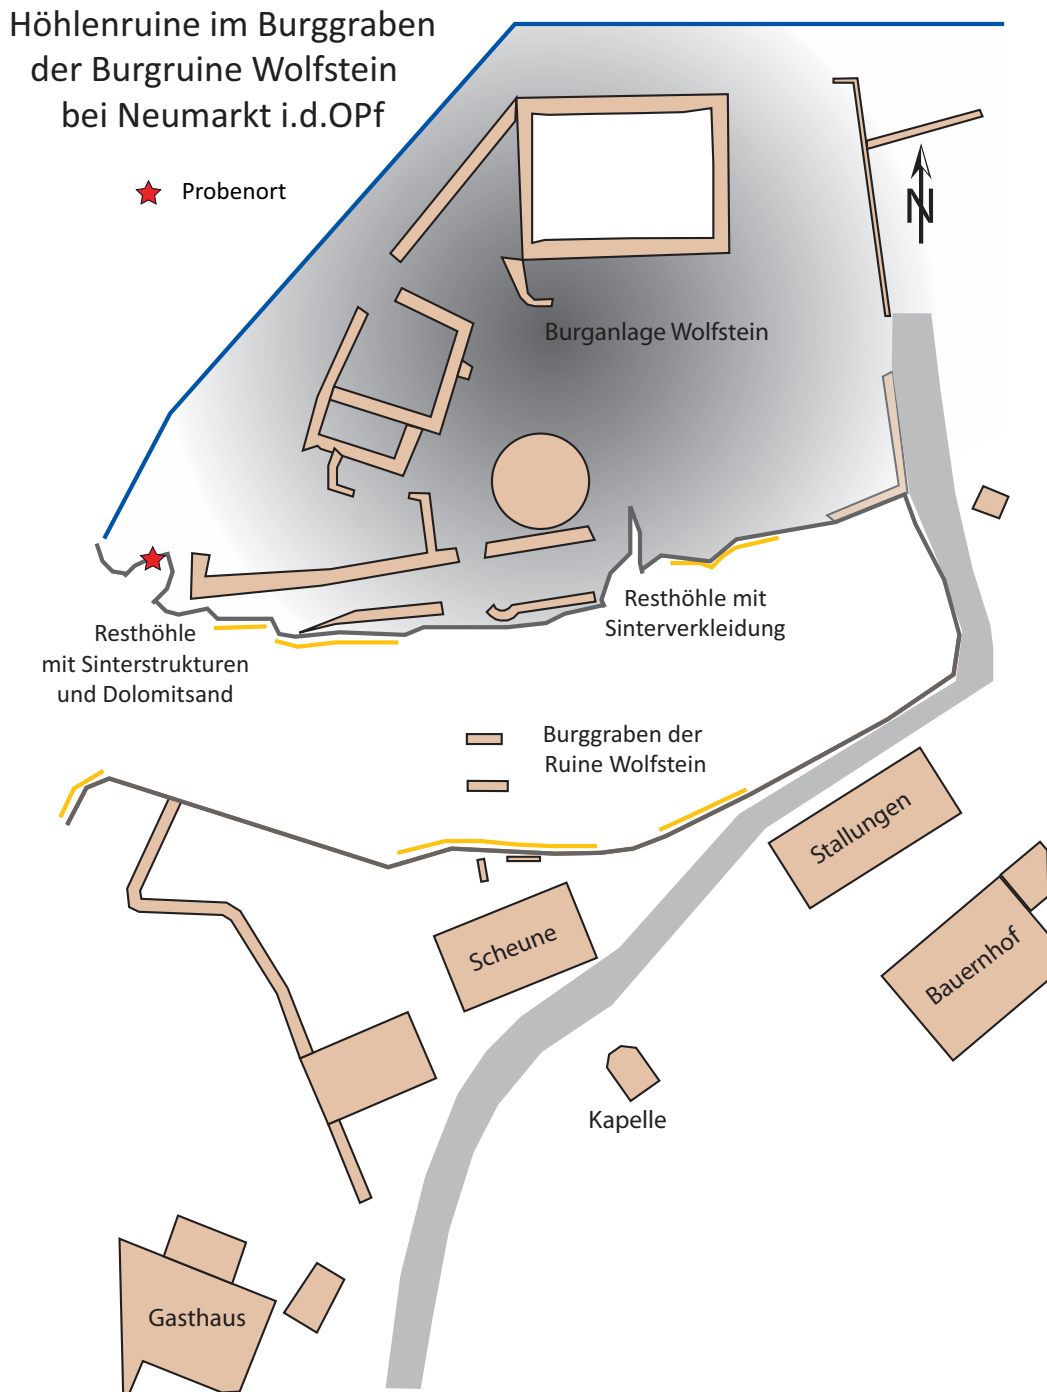 Höhlenruine im Burggraben
der Burgruine Wolfstein
bei Neumarkt i.d.OPf
Probenort
N
Burganlage Wolfstein
Resthöhle mit
Sinterverkleidung
Resthöhle
mit Sinterstrukturen
und Dolomitsand
Burggraben der
Ruine Wolfstein
Stallungen
Scheune
Bauernhof
Kapelle
Gasthaus